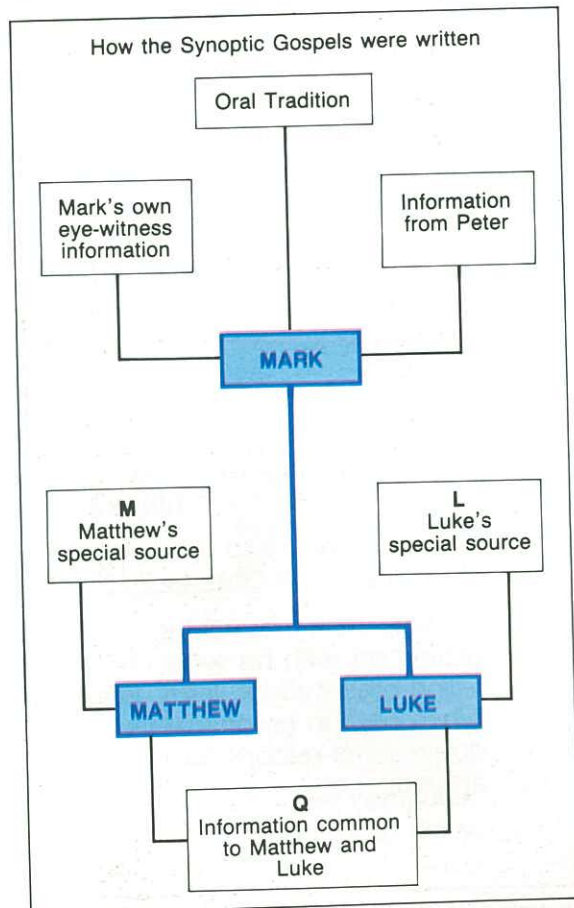 How the Synoptic Gospels were written
Oral Tradition
Mark's own
eye-witness
information
Information
from Peter
MARK
M
Matthew's
special source
L
Luke's
special source
MATTHEW
LUKE
Q
Information common
to Matthew and
Luke